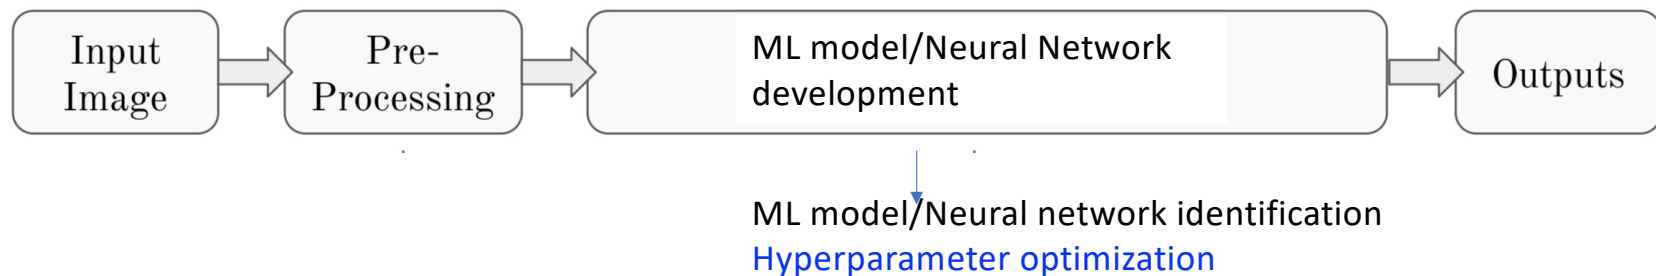 Input
Image
Pre-
Processing
ML model/Neural Network
development
Outputs
ML model/Neural network identification
Hyperparameter optimization